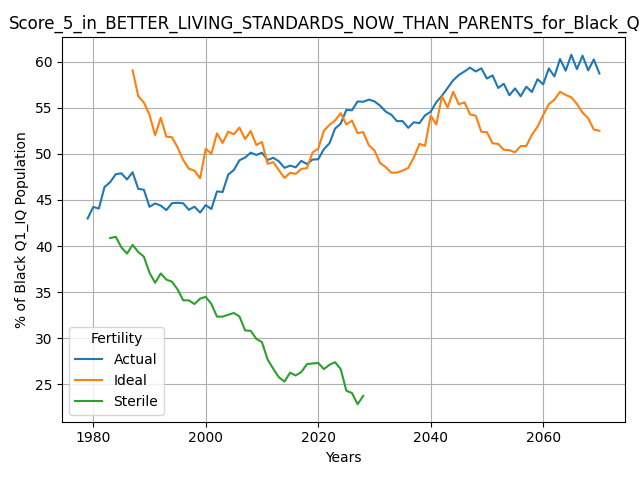 Score_5_in_BETTER_LIVING_STANDARDS_NOW_THAN_PARENTS_for_Black_Q
% of Black Q1_IQ Population
60
55
50
45
40
35
30
25
Fertility
Actual
Ideal
Sterile
1980
2000
2020
2040
2060
Years